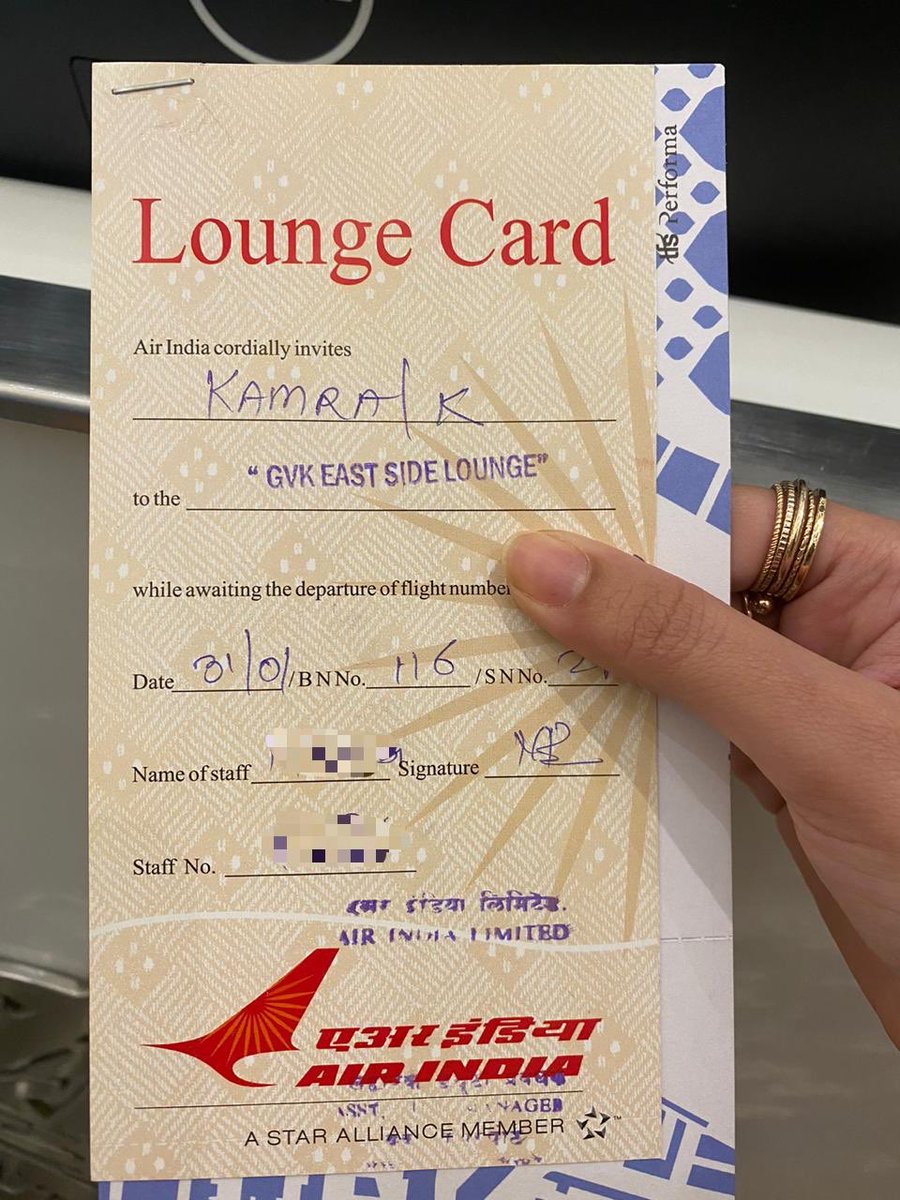 Performa
Lounge Card
Air India cordially invites
KAMRA/K
to the "GVK EAST SIDE LOUNGE"
while awaiting the departure of flight number
Date 31/01/BN No. 116 /SN No.
Name of staff Signature
Staff No.
इंडिया लिमिटेड.
AIR INDIA LIMITED
एअर इंडिया
AIR INDIA
ASST.
A STAR ALLIANCE MEMBER ™